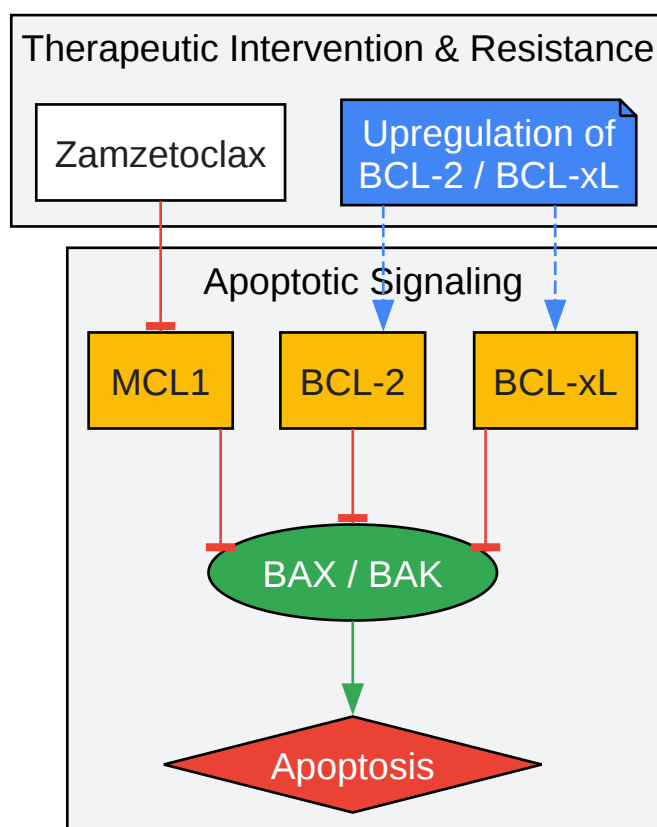 Therapeutic Intervention & Resistance
Zamzetoclax
Upregulation of
BCL-2 / BCL-xL
Apoptotic Signaling
MCL1
BCL-2
BCL-xL
BAX / BAK
Apoptosis